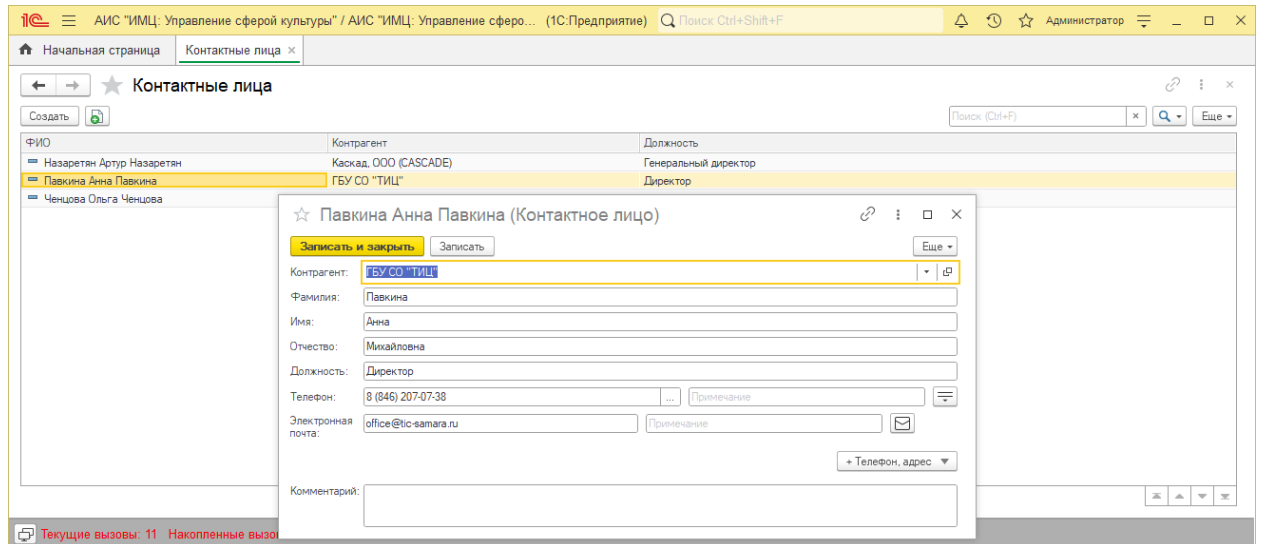 1С АИС "ИМЦ: Управление сферой культуры" / АИС "ИМЦ: Управление сферо... (1С:Предприятие) Поиск Ctrl+Shift+F Администратор
Начальная страница Контактные лица ×
Контактные лица
Создать Поиск (Ctrl+F) × Еще
ФИО Контрагент Должность
Назаретян Артур Назаретян Каскад, ООО (CASCADE) Генеральный директор
Павкина Анна Павкина ГБУ СО "ТИЦ" Директор
Ченцова Ольга Ченцова
Павкина Анна Павкина (Контактное лицо)
Записать и закрыть Записать Еще
Контрагент: ГБУ СО "ТИЦ"
Фамилия: Павкина
Имя: Анна
Отчество: Михайловна
Должность: Директор
Телефон: 8 (846) 207-07-38 ... Примечание
Электронная почта: office@tic-samara.ru Примечание
+ Телефон, адрес
Комментарий:
Текущие вызовы: 11 Накопленные вызо